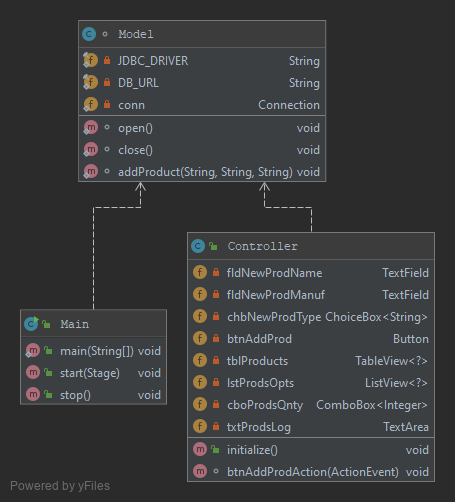 Model
JDBC_DRIVER String
DB_URL String
conn Connection
open() void
close() void
addProduct(String, String, String) void
Controller
fldNewProdName TextField
fldNewProdManuf TextField
chbNewProdType ChoiceBox<String>
btnAddProd Button
tblProducts TableView<?>
lstProdsOpts ListView<?>
cboProdsQnty ComboBox<Integer>
txtProdsLog TextArea
initialize() void
btnAddProdAction(ActionEvent) void
Main
main(String[]) void
start(Stage) void
stop() void
Powered by yFiles